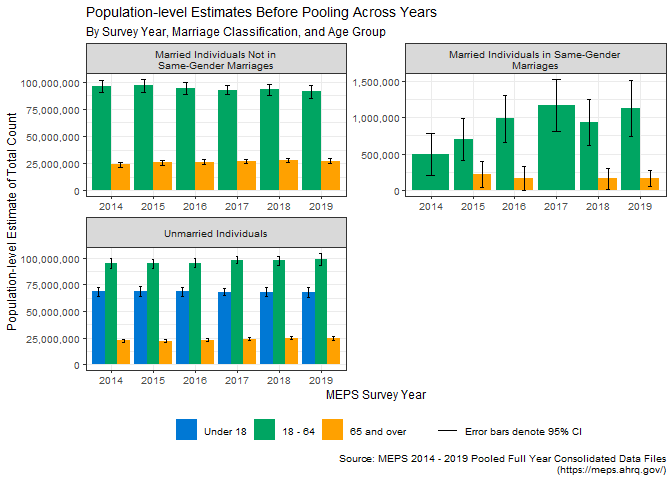 Population-level Estimates Before Pooling Across Years
By Survey Year, Marriage Classification, and Age Group
Married Individuals Not in
Same-Gender Marriages
100,000,000
75,000,000
50,000,000
25,000,000
0
2014 2015 2016 2017 2018 2019
Married Individuals in Same-Gender
Marriages
1,500,000
1,000,000
500,000
0
2014 2015 2016 2017 2018 2019
Unmarried Individuals
100,000,000
75,000,000
50,000,000
25,000,000
0
2014 2015 2016 2017 2018 2019
Population-level Estimate of Total Count
MEPS Survey Year
Under 18 18 - 64 65 and over Error bars denote 95% CI
Source: MEPS 2014 - 2019 Pooled Full Year Consolidated Data Files
(https://meps.ahrq.gov/)